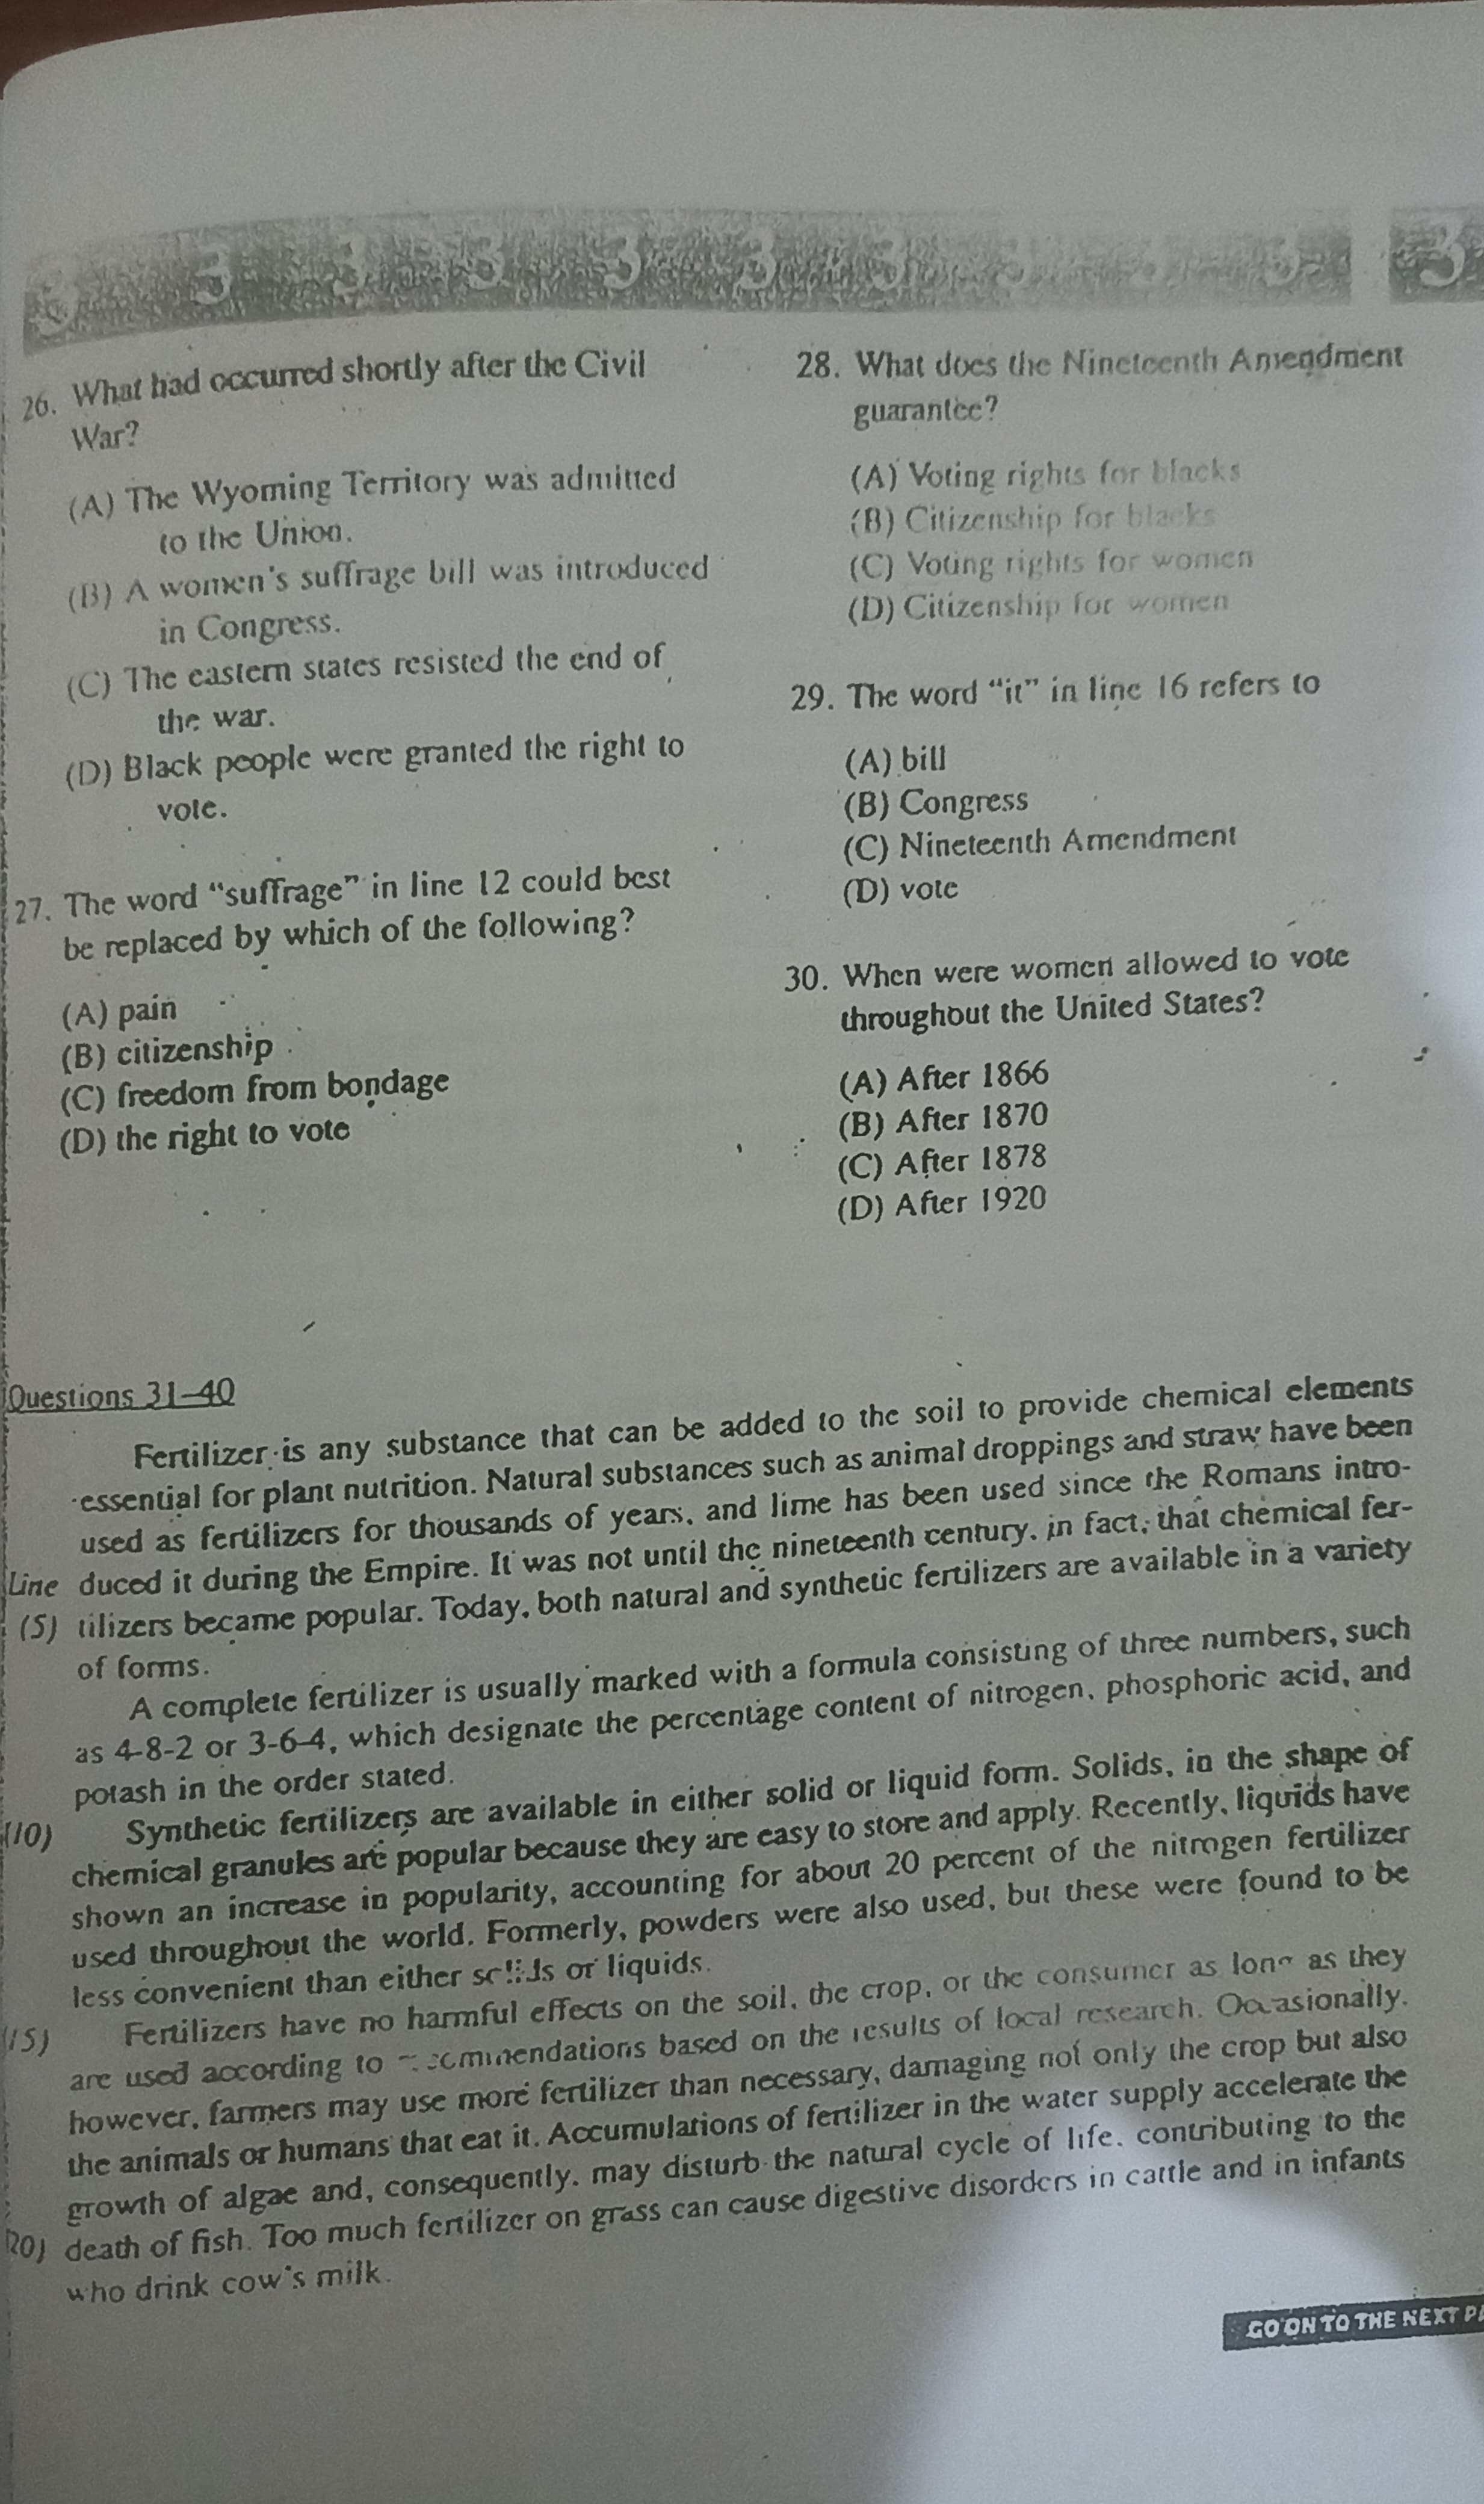 3 3 3 3 3 3 3 3 3 3 3
26. What had occurred shortly after the Civil
War?
(A) The Wyoming Territory was admitted
to the Union.
(B) A women's suffrage bill was introduced
in Congress.
(C) The eastern states resisted the end of
the war.
(D) Black people were granted the right to
vote.
27. The word “suffrage” in line 12 could best
be replaced by which of the following?
(A) pain
(B) citizenship
(C) freedom from bondage
(D) the right to vote
28. What does the Nineteenth Amendment
guarantee?
(A) Voting rights for blacks
(B) Citizenship for blacks
(C) Voting rights for women
(D) Citizenship for women
29. The word “it” in line 16 refers to
(A) bill
(B) Congress
(C) Nineteenth Amendment
(D) vote
30. When were women allowed to vote
throughout the United States?
(A) After 1866
(B) After 1870
(C) After 1878
(D) After 1920
Questions 31–40
Fertilizer is any substance that can be added to the soil to provide chemical elements
essential for plant nutrition. Natural substances such as animal droppings and straw have been
used as fertilizers for thousands of years, and lime has been used since the Romans intro-
Line duced it during the Empire. It was not until the nineteenth century, in fact, that chemical fer-
(5) tilizers became popular. Today, both natural and synthetic fertilizers are available in a variety
of forms.
A complete fertilizer is usually marked with a formula consisting of three numbers, such
as 4-8-2 or 3-6-4, which designate the percentage content of nitrogen, phosphoric acid, and
potash in the order stated.
(10) Synthetic fertilizers are available in either solid or liquid form. Solids, in the shape of
chemical granules are popular because they are easy to store and apply. Recently, liquids have
shown an increase in popularity, accounting for about 20 percent of the nitrogen fertilizer
used throughout the world. Formerly, powders were also used, but these were found to be
less convenient than either solids or liquids.
(15) Fertilizers have no harmful effects on the soil, the crop, or the consumer as long as they
are used according to recommendations based on the results of local research. Occasionally,
however, farmers may use more fertilizer than necessary, damaging not only the crop but also
the animals or humans that eat it. Accumulations of fertilizer in the water supply accelerate the
growth of algae and, consequently, may disturb the natural cycle of life, contributing to the
20) death of fish. Too much fertilizer on grass can cause digestive disorders in cattle and in infants
who drink cow's milk.
GO ON TO THE NEXT PA